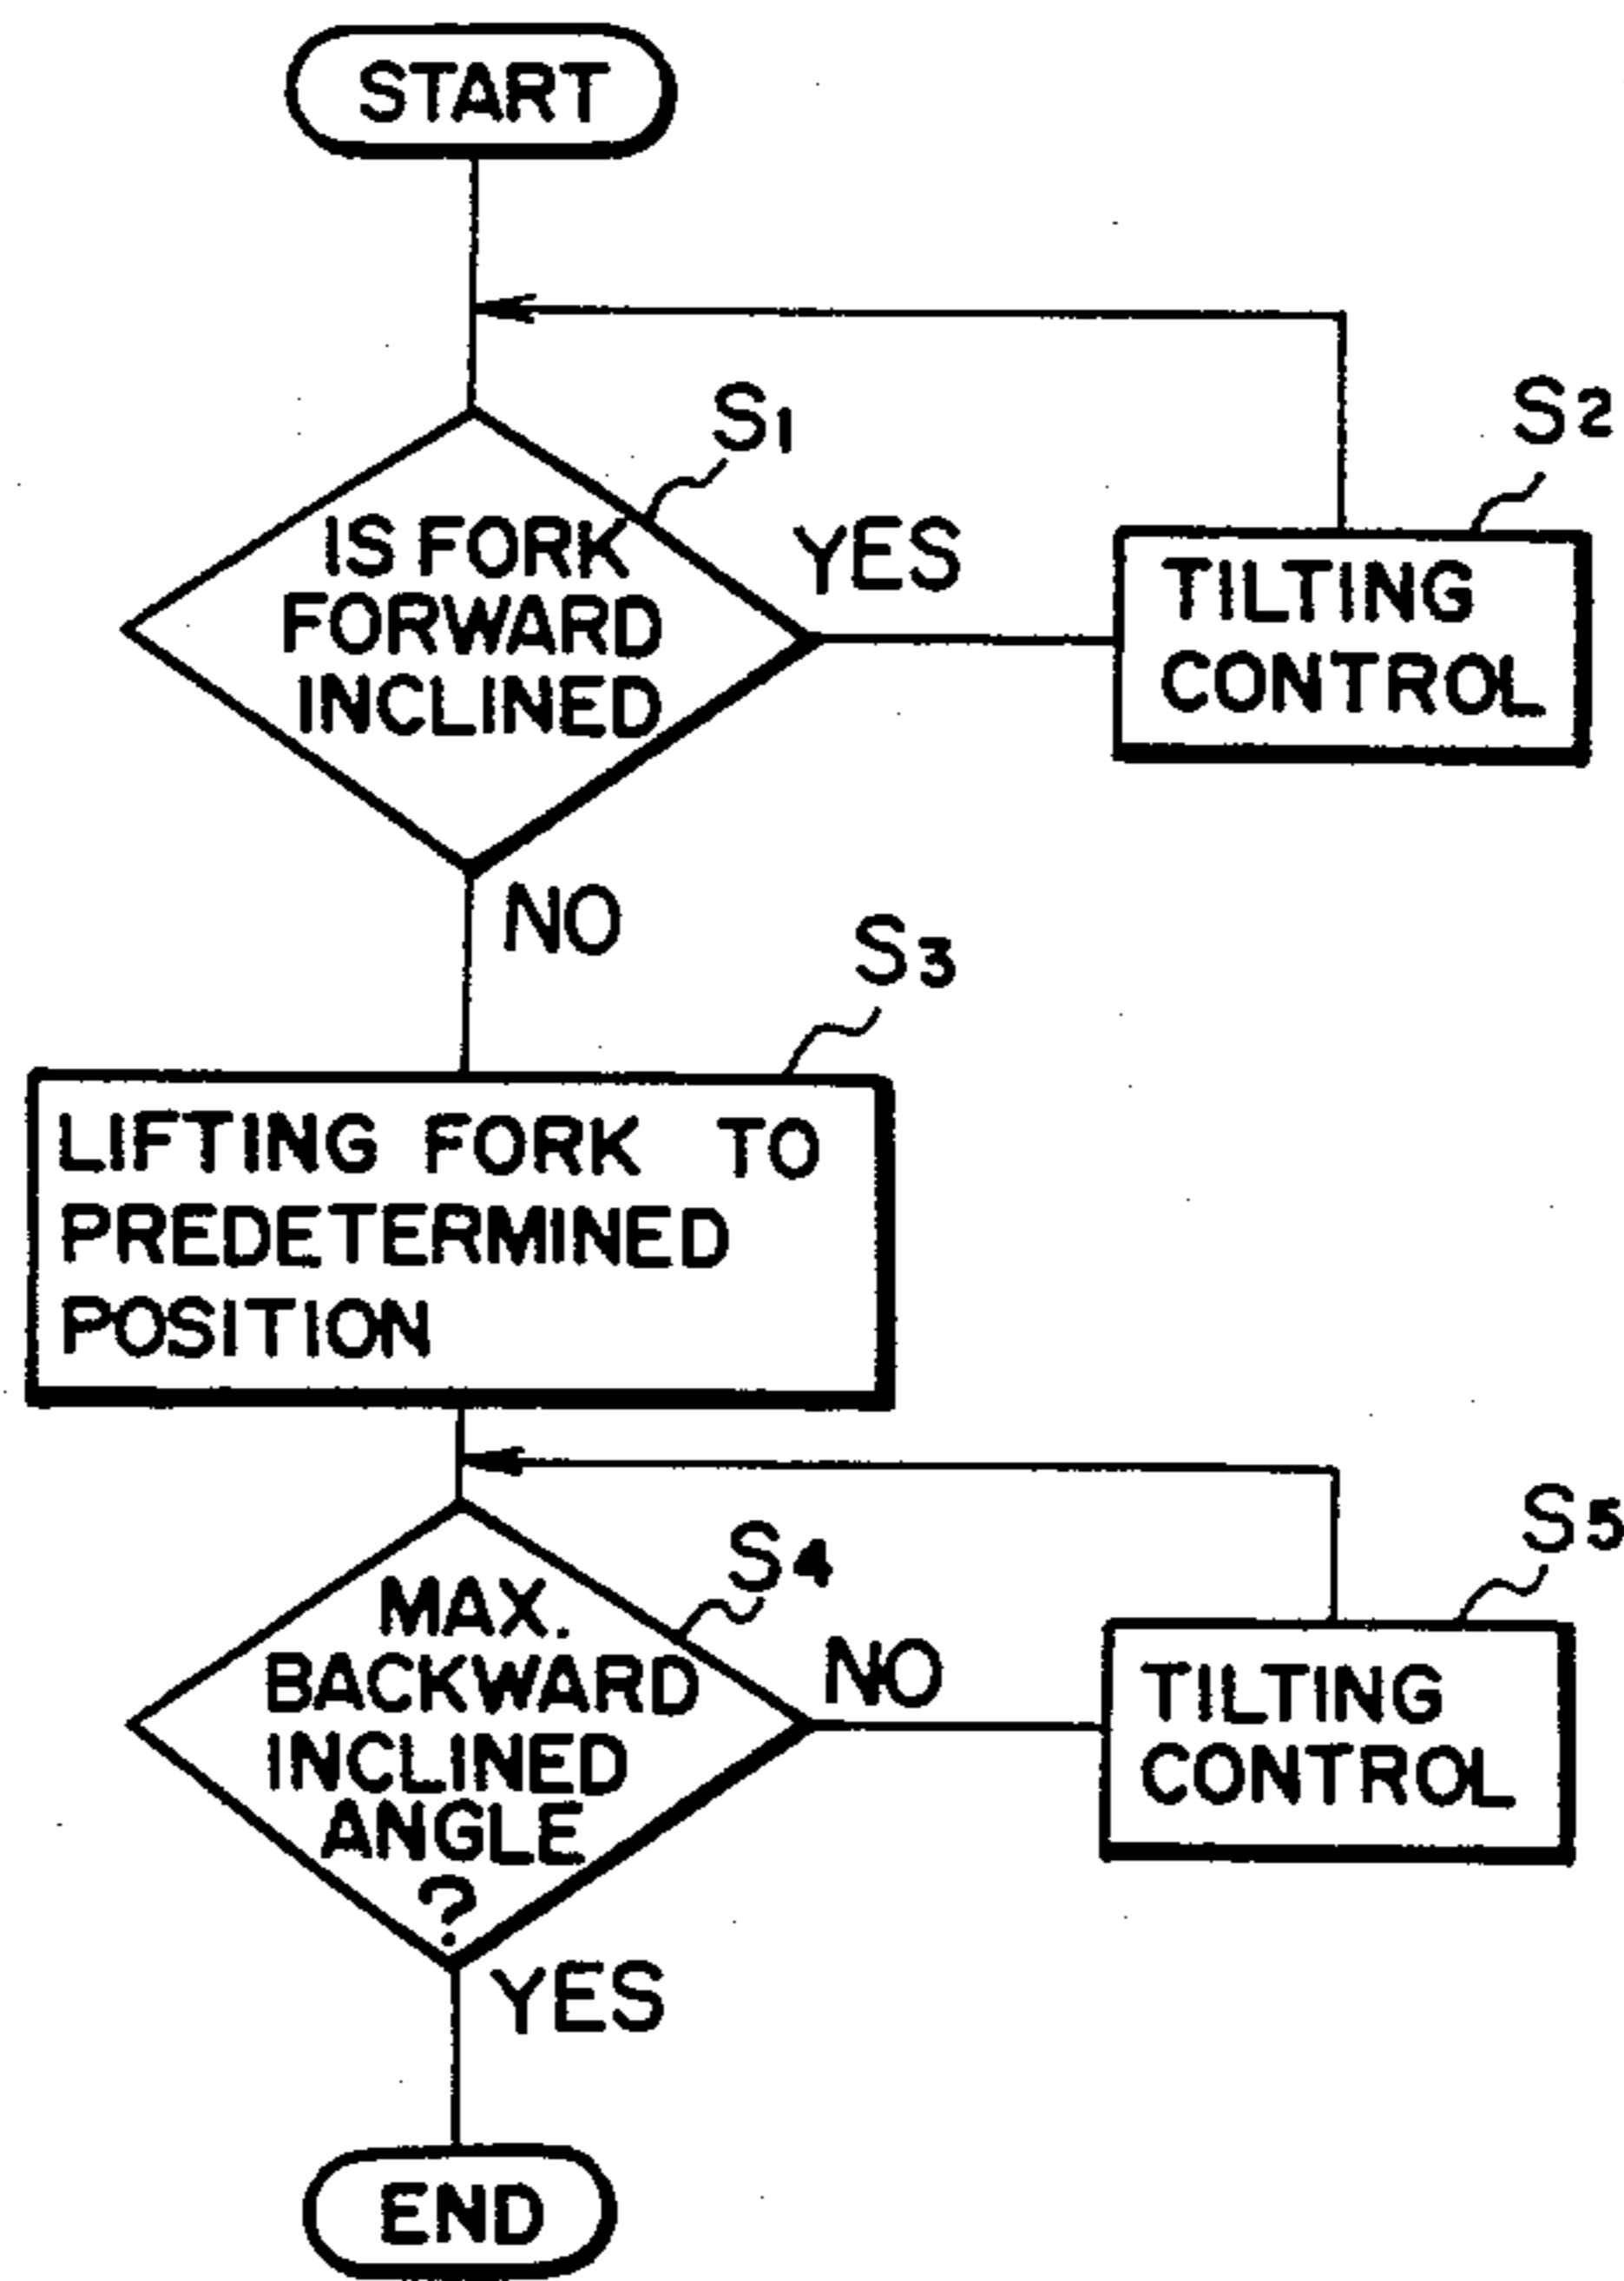 START
S1
S2
IS FORK
FORWARD
INCLINED
YES
TILTING
CONTROL
NO
S3
LIFTING FORK TO
PREDETERMINED
POSITION
S4
S5
MAX.
BACKWARD
INCLINED
ANGLE
?
NO
TILTING
CONTROL
YES
END